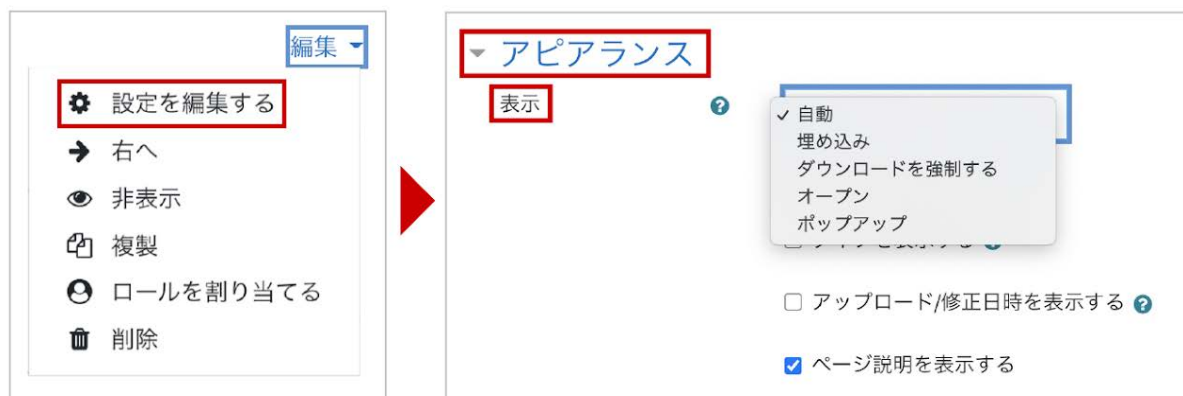 編集
設定を編集する
右へ
非表示
複製
ロールを割り当てる
削除
アピアランス
表示
自動
埋め込み
ダウンロードを強制する
オープン
ポップアップ
アップロード/修正日時を表示する
ページ説明を表示する